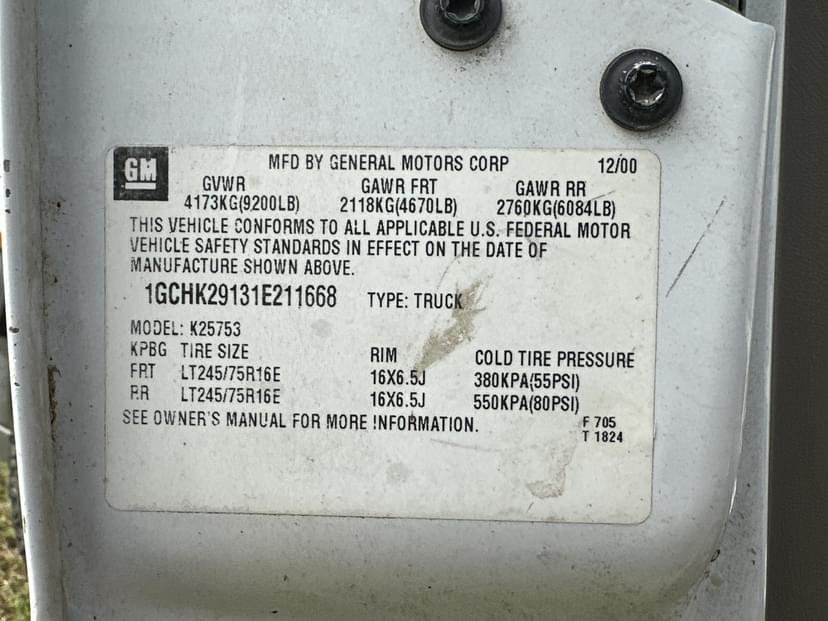 GM MFD BY GENERAL MOTORS CORP 12/00
GVWR GAWR FRT GAWR RR
4173KG(9200LB) 2118KG(4670LB) 2760KG(6084LB)
THIS VEHICLE CONFORMS TO ALL APPLICABLE U.S. FEDERAL MOTOR
VEHICLE SAFETY STANDARDS IN EFFECT ON THE DATE OF
MANUFACTURE SHOWN ABOVE.
1GCHK29131E211668 TYPE: TRUCK
MODEL: K25753
KPBG TIRE SIZE RIM COLD TIRE PRESSURE
FRT LT245/75R16E 16X6.5J 380KPA(55PSI)
RR LT245/75R16E 16X6.5J 550KPA(80PSI)
SEE OWNER'S MANUAL FOR MORE INFORMATION. F 705
T 1824